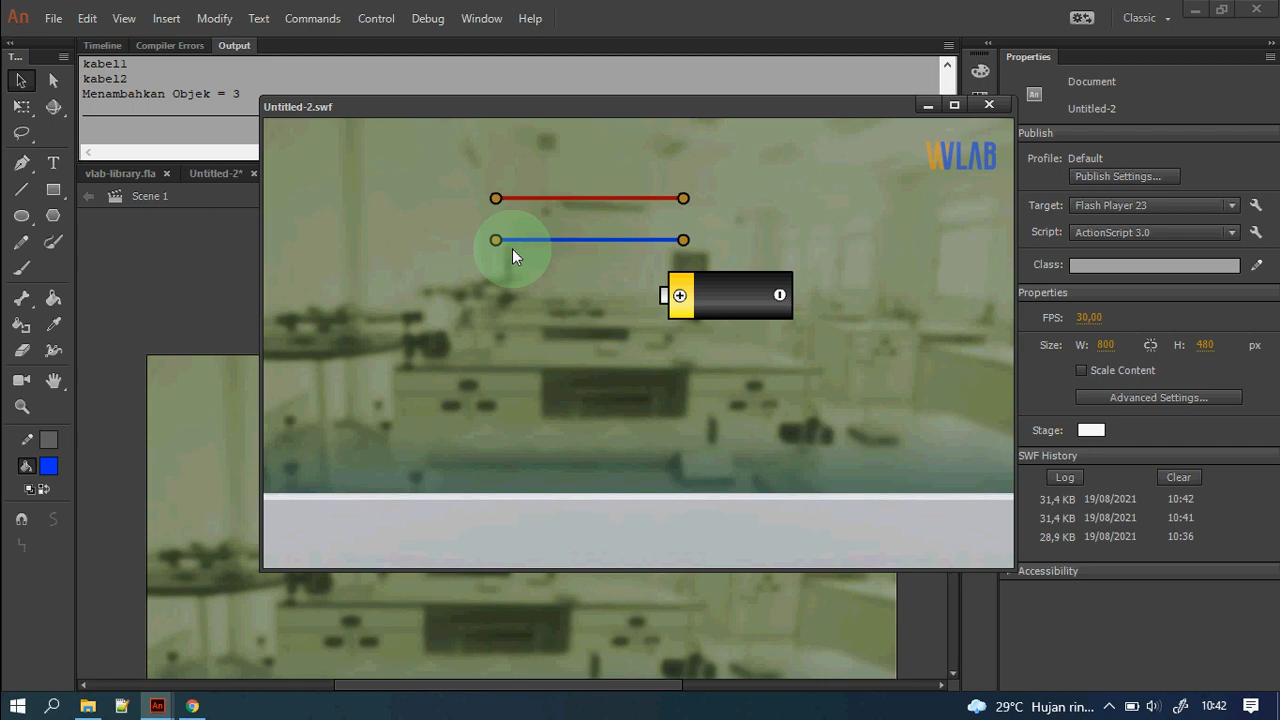 An File Edit View Insert Modify Text Commands Control Debug Window Help Classic
Timeline Compiler Errors Output
T...
Properties
kabel1
kabel2
Menambahkan Objek = 3
Document
An Untitled-2
Untitled-2.swf
VVLAB
Publish
Profile: Default
Publish Settings...
vlab-library.fla × Untitled-2* ×
Scene 1
Target: Flash Player 23
Script: ActionScript 3.0
Class:
Properties
FPS: 30,00
Size: W: 800 H: 480 px
Scale Content
Advanced Settings...
Stage:
SWF History
Log Clear
31,4 KB 19/08/2021 10:42
31,4 KB 19/08/2021 10:41
28,9 KB 19/08/2021 10:36
Accessibility
An 29°C Hujan rin... 10:42